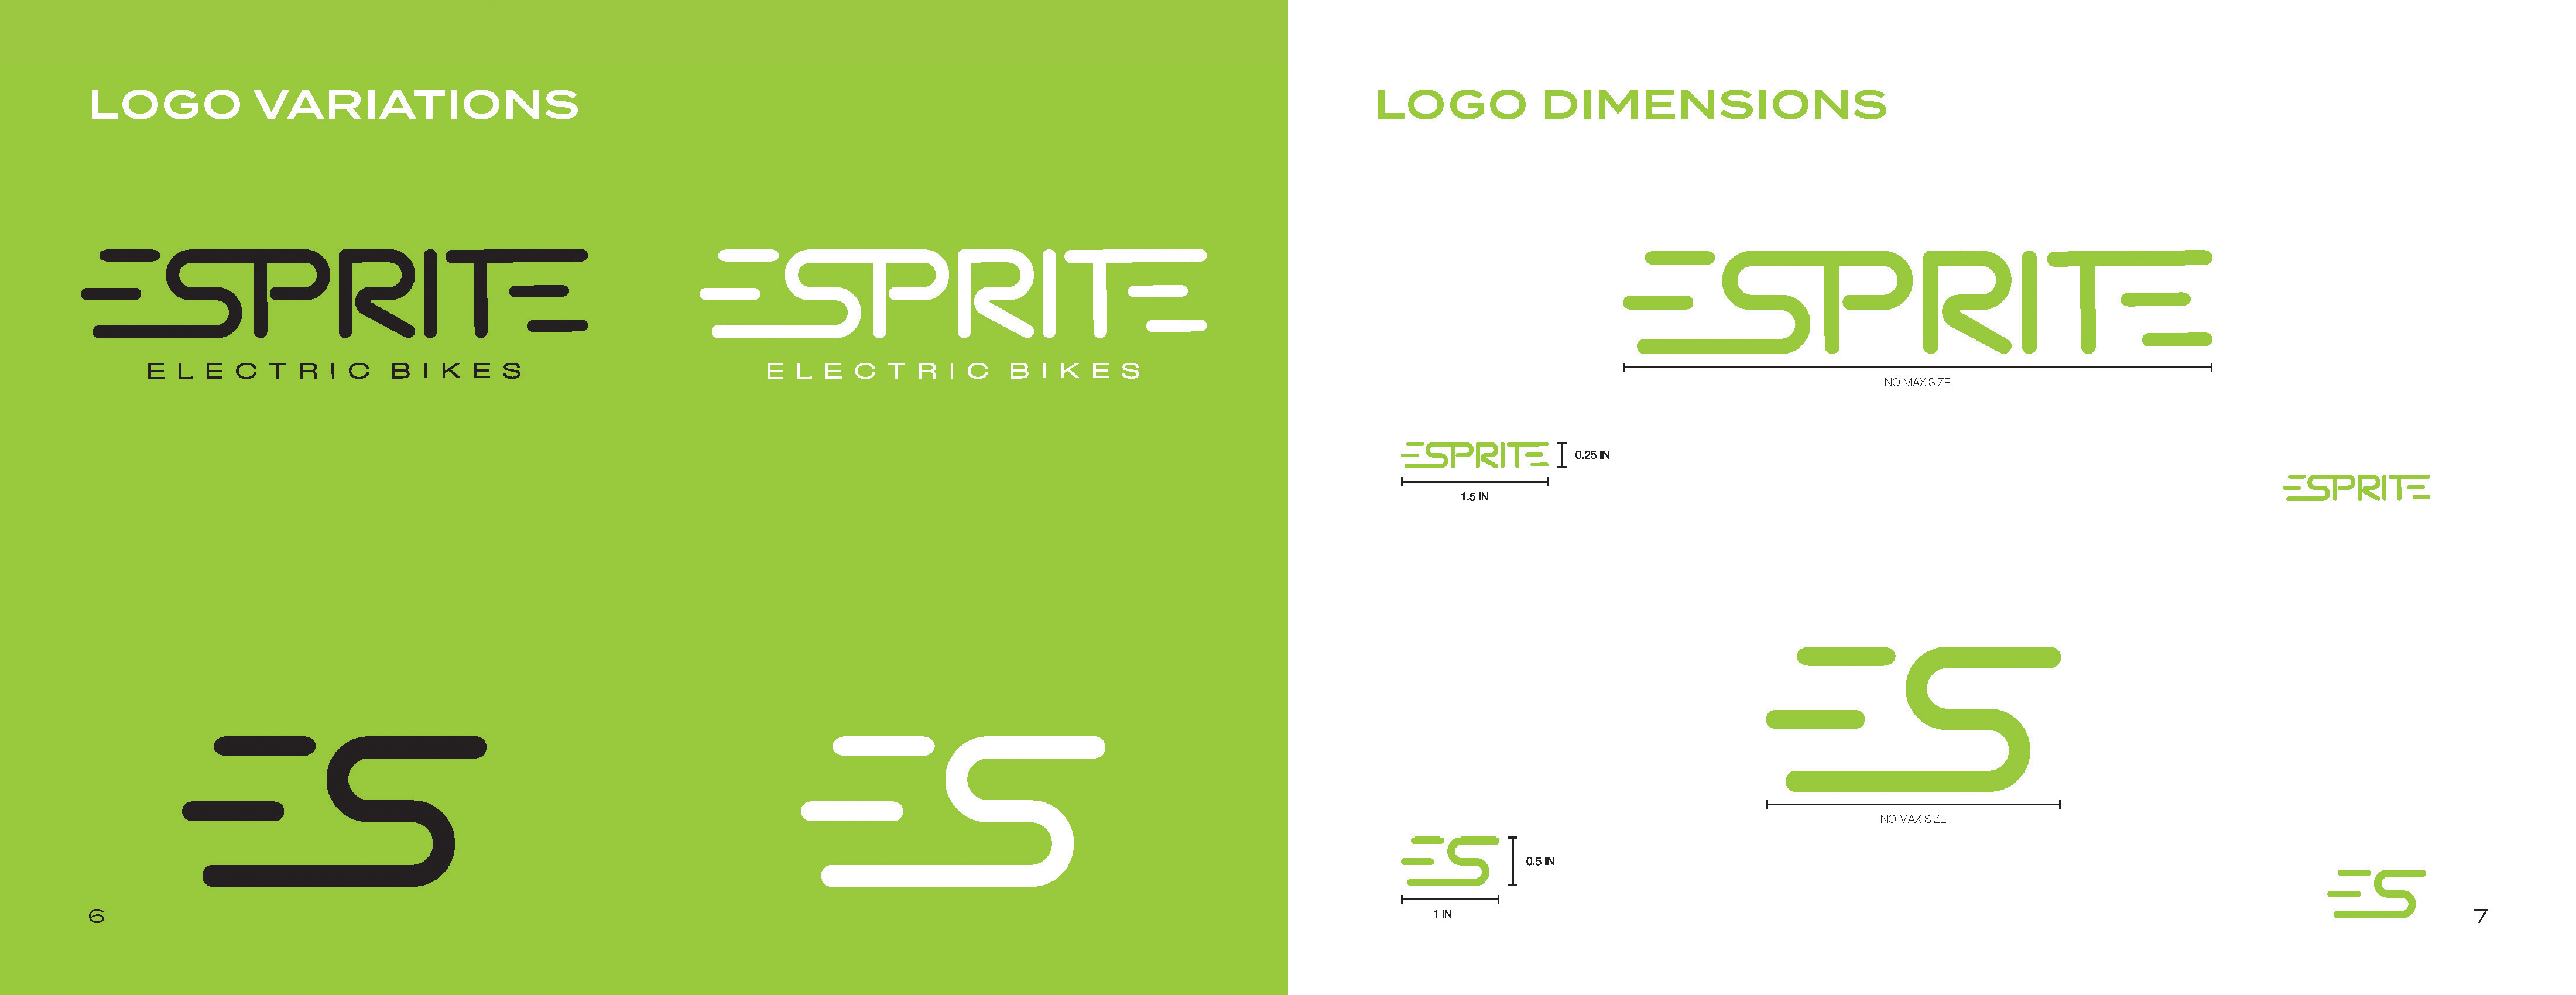 LOGO VARIATIONS
ESPRITE
ELECTRIC BIKES
ESPRITE
ELECTRIC BIKES
ES
ES
6
LOGO DIMENSIONS
ESPRITE
NO MAX SIZE
ESPRITE
0.25 IN
1.5 IN
ESPRITE
ES
NO MAX SIZE
ES
0.5 IN
1 IN
ES
7